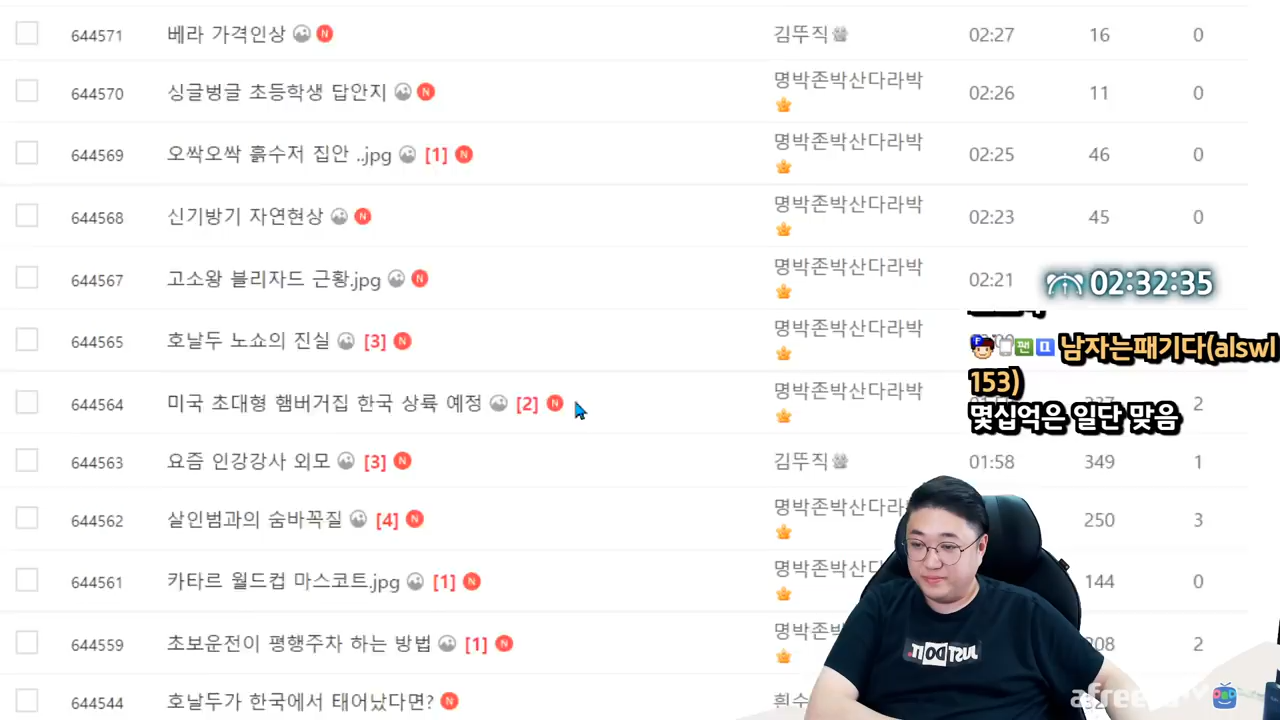 644571 베라 가격인상 N 김뚜직 02:27 16 0
644570 싱글벙글 초등학생 답안지 N 명박존박산다라박 02:26 11 0
644569 오싹오싹 흙수저 집안 ..jpg [1] N 명박존박산다라박 02:25 46 0
644568 신기방기 자연현상 N 명박존박산다라박 02:23 45 0
644567 고소왕 블리자드 근황.jpg N 명박존박산다라박 02:21
02:32:35
644565 호날두 노쇼의 진실 [3] N 명박존박산다라박
남자는패기다(alswl
153)
644564 미국 초대형 햄버거집 한국 상륙 예정 [2] N 명박존박산다라박 2
몇십억은 일단 맞음
644563 요즘 인강강사 외모 [3] N 김뚜직 01:58 349 1
644562 살인범과의 숨바꼭질 [4] N 명박존박산다라 250 3
644561 카타르 월드컵 마스코트.jpg [1] N 명박존박산다 144 0
644559 초보운전이 평행주차 하는 방법 [1] N 명박존박 2
644544 호날두가 한국에서 태어났다면? N
JUST DO IT.